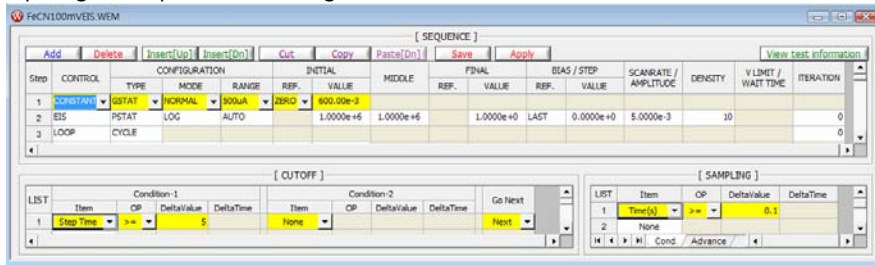 FeCN100mVEIS.WEM
[ SEQUENCE ]
Add Delete Insert[Up] Insert[Dn] Cut Copy Paste[Dn] Save Apply View test information
Step CONTROL CONFIGURATION INITIAL MIDDLE FINAL BIAS / STEP SCANRATE / AMPLITUDE DENSITY V LIMIT / WAIT TIME ITERATION
TYPE MODE RANGE REF. VALUE REF. VALUE REF. VALUE
1 CONSTANT GSTAT NORMAL 500uA ZERO 600.00e-3
2 EIS PSTAT LOG AUTO 1.0000e+6 1.0000e+6 1.0000e+0 LAST 0.0000e+0 5.0000e-3 10 0
3 LOOP CYCLE 0
[ CUTOFF ]
LIST Condition-1 Condition-2 Go Next
Item OP DeltaValue DeltaTime Item OP DeltaValue DeltaTime
1 Step Time >= 5 None Next
[ SAMPLING ]
LIST Item OP DeltaValue DeltaTime
1 Time(s) >= 0.1
2 None
Cond. Advance